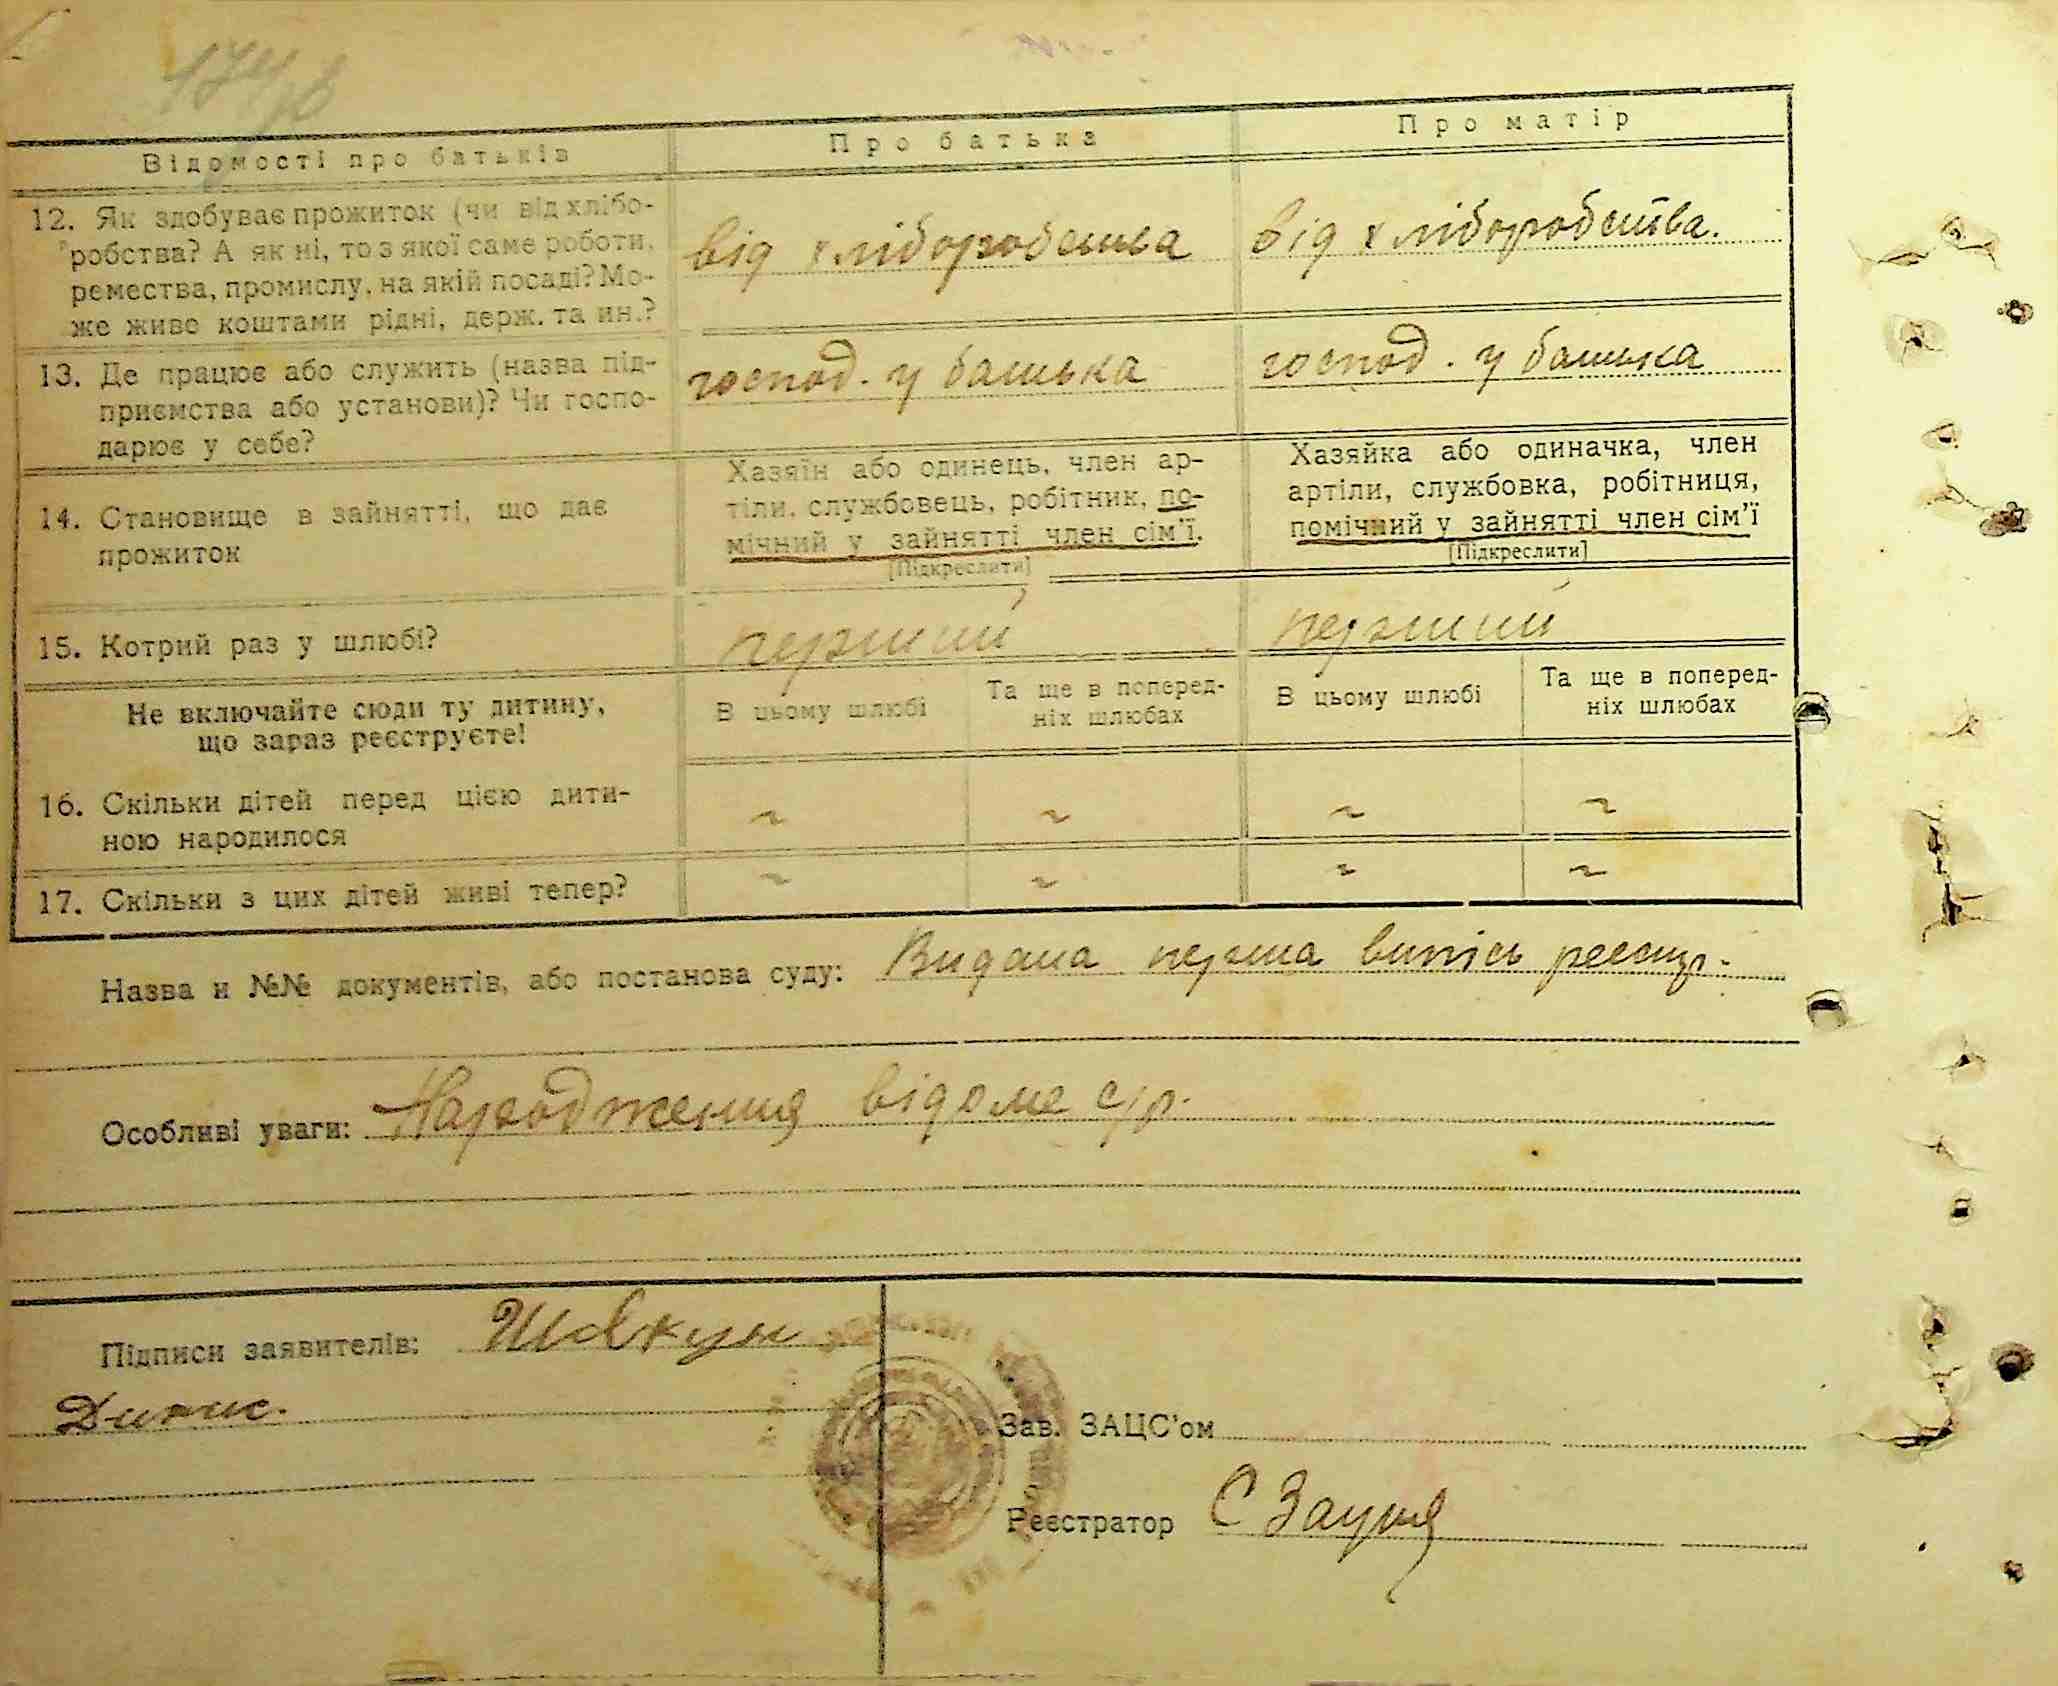 174зв
Відомості про батьків
Про батька
Про матір
12. Як здобуває прожиток (чи від хлібо-
робства? А як ні, то з якої саме роботи,
ремества, промислу, на якій посаді? Мо-
же живе коштами рідні, держ. та ин.?
від хліборобства
від хліборобства.
13. Де працює або служить (назва під-
приємства або установи)? Чи госпо-
дарює у себе?
господ. у батька
господ. у батька
14. Становище в зайнятті, що дає
прожиток
Хазяїн або одинець, член ар-
тіли, службовець, робітник, по-
мічний у зайнятті член сім'ї.
[Підкреслити]
Хазяйка або одиначка, член
артіли, службовка, робітниця,
помічний у зайнятті член сім'ї
[Підкреслити]
15. Котрий раз у шлюбі?
перший
перший
Не включайте сюди ту дитину,
що зараз реєструєте!
В цьому шлюбі
Та ще в поперед-
ніх шлюбах
В цьому шлюбі
Та ще в поперед-
ніх шлюбах
16. Скільки дітей перед цією дити-
ною народилося
~ ~ ~ ~
17. Скільки з цих дітей живі тепер?
~ ~ ~ ~
Назва и №№ документів, або постанова суду: Видана перша випись реєстр.
Особливі уваги: Народження відоме с/р.
Підписи заявителів: Шовкун
Динис.
Зав. ЗАЦС'ом
Реєстратор С